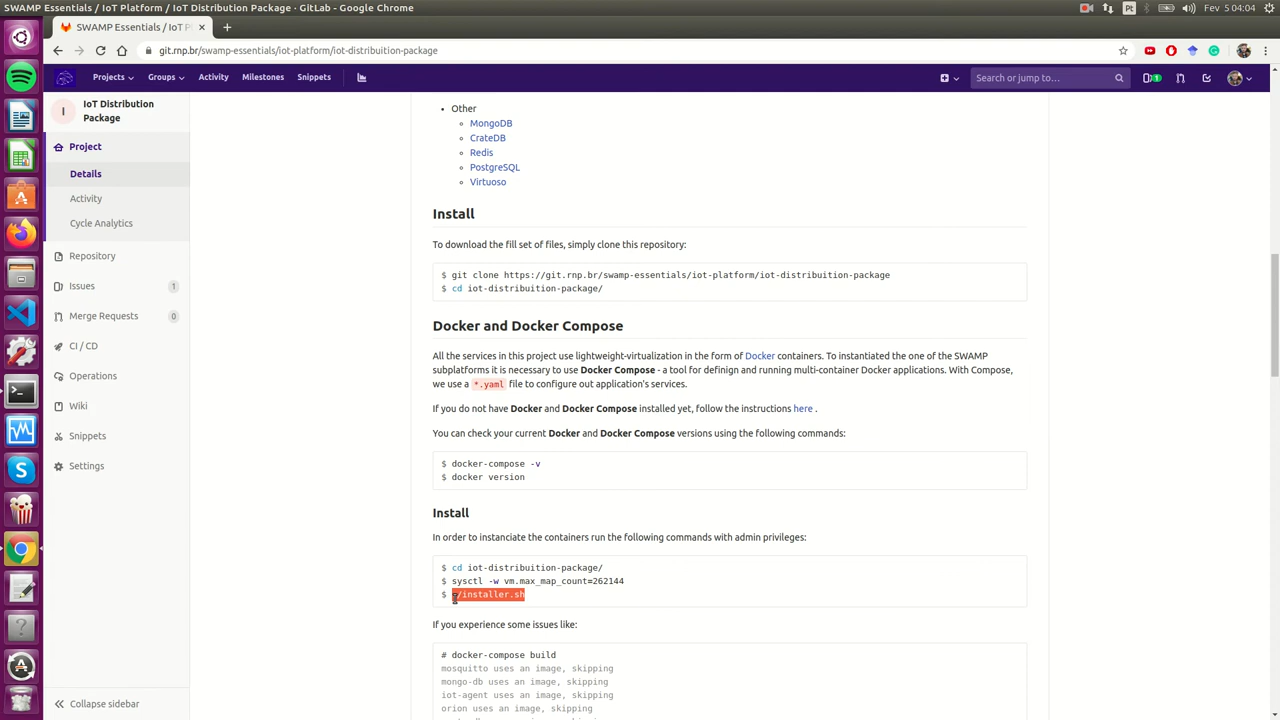 SWAMP Essentials / IoT Platform / IoT Distribution Package · GitLab - Google Chrome
Pt
Fev 5 04:04
SWAMP Essentials / IoT P
git.rnp.br/swamp-essentials/iot-platform/iot-distribuition-package
Projects
Groups
Activity
Milestones
Snippets
Search or jump to...
1
I
IoT Distribution
Package
Project
Details
Activity
Cycle Analytics
Repository
Issues
1
Merge Requests
0
CI / CD
Operations
Wiki
Snippets
Settings
Collapse sidebar
Other
MongoDB
CrateDB
Redis
PostgreSQL
Virtuoso
Install
To download the fill set of files, simply clone this repository:
$ git clone https://git.rnp.br/swamp-essentials/iot-platform/iot-distribuition-package
$ cd iot-distribuition-package/
Docker and Docker Compose
All the services in this project use lightweight-virtualization in the form of Docker containers. To instantiated the one of the SWAMP
subplatforms it is necessary to use Docker Compose - a tool for definign and running multi-container Docker applications. With Compose,
we use a *.yaml file to configure out application's services.
If you do not have Docker and Docker Compose installed yet, follow the instructions here .
You can check your current Docker and Docker Compose versions using the following commands:
$ docker-compose -v
$ docker version
Install
In order to instanciate the containers run the following commands with admin privileges:
$ cd iot-distribuition-package/
$ sysctl -w vm.max_map_count=262144
$ ./installer.sh
If you experience some issues like:
# docker-compose build
mosquitto uses an image, skipping
mongo-db uses an image, skipping
iot-agent uses an image, skipping
orion uses an image, skipping